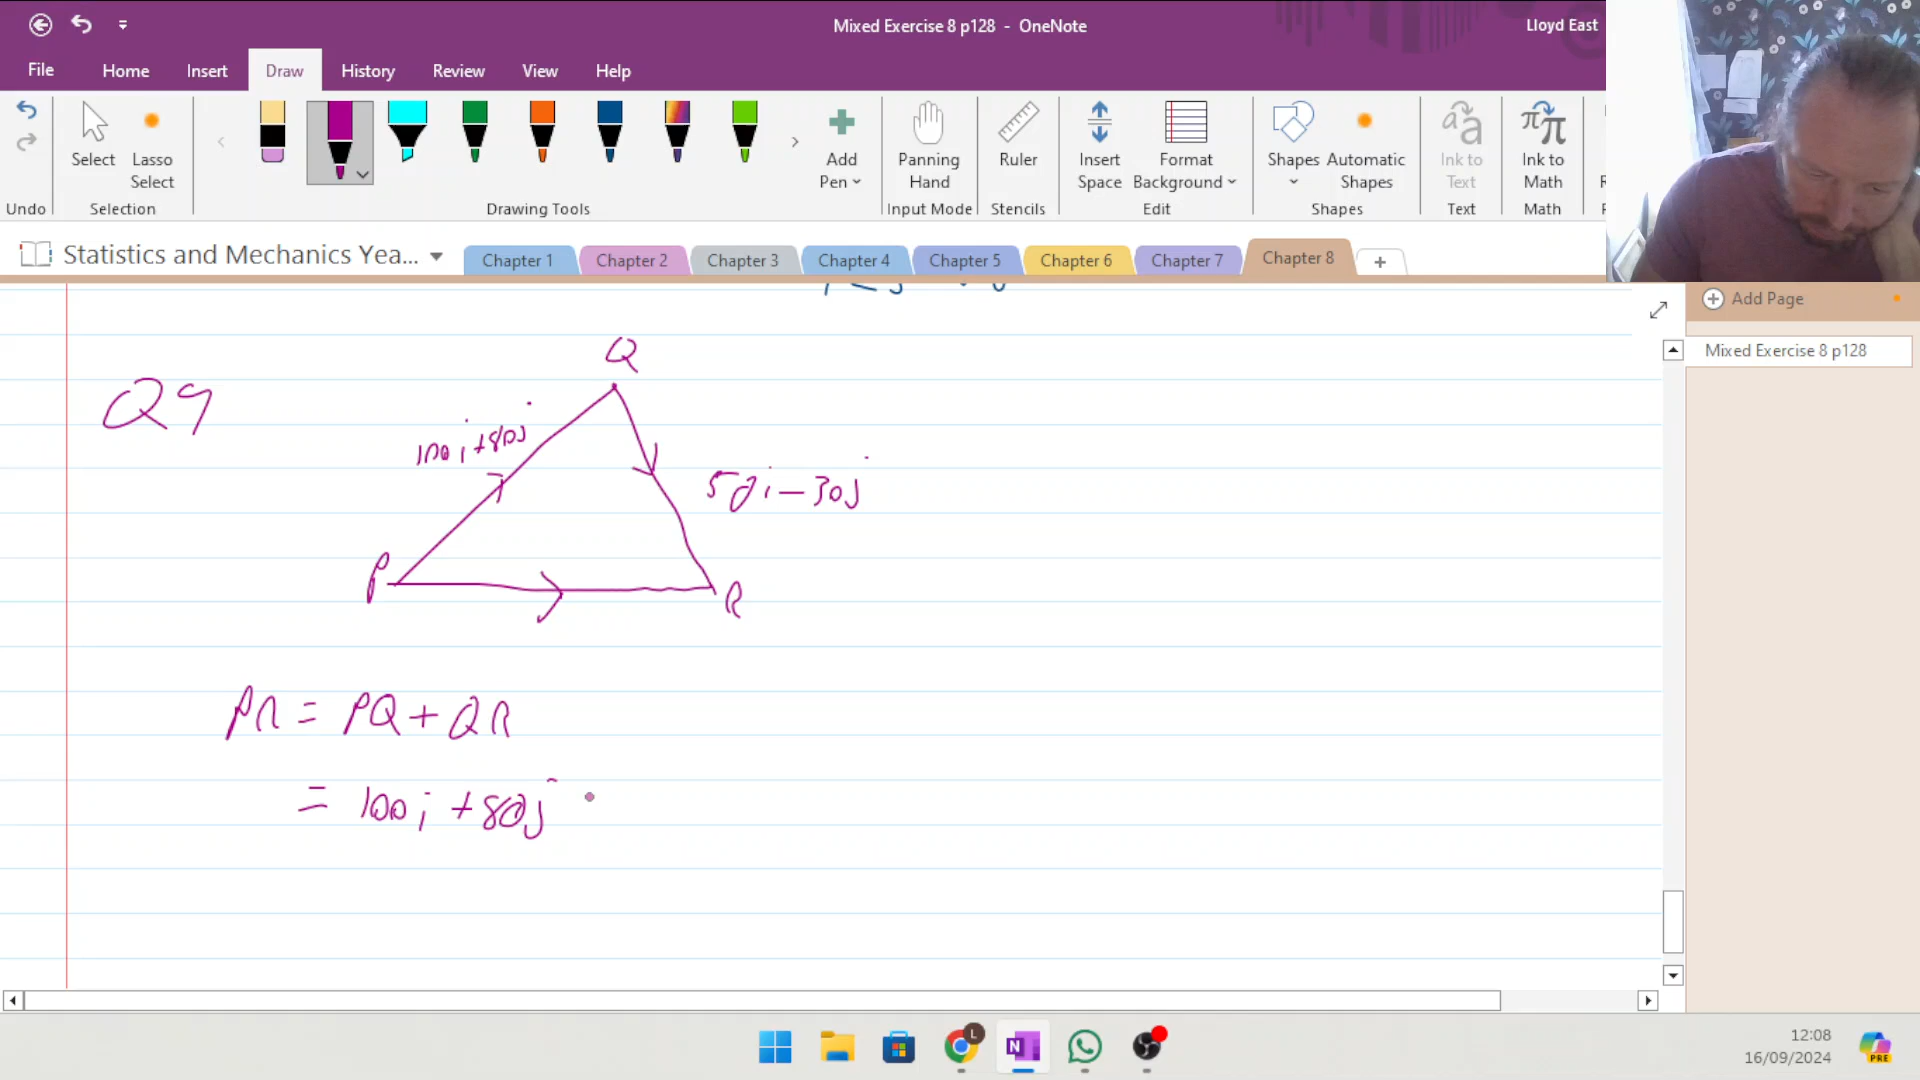 Mixed Exercise 8 p128 - OneNote
Lloyd East
File Home Insert Draw History Review View Help
Select
Lasso Select
Add Pen
Panning Hand
Ruler
Insert Space
Format Background
Shapes
Automatic Shapes
Ink to Text
Ink to Math
Undo Selection Drawing Tools Input Mode Stencils Edit Shapes Text Math
Statistics and Mechanics Yea...
Chapter 1 Chapter 2 Chapter 3 Chapter 4 Chapter 5 Chapter 6 Chapter 7 Chapter 8 +
Add Page
Mixed Exercise 8 p128
Q
Q9
100i+80j
50i-30j
P
R
PR = PQ + QR
= 100i + 80j
12:08
16/09/2024
PRE